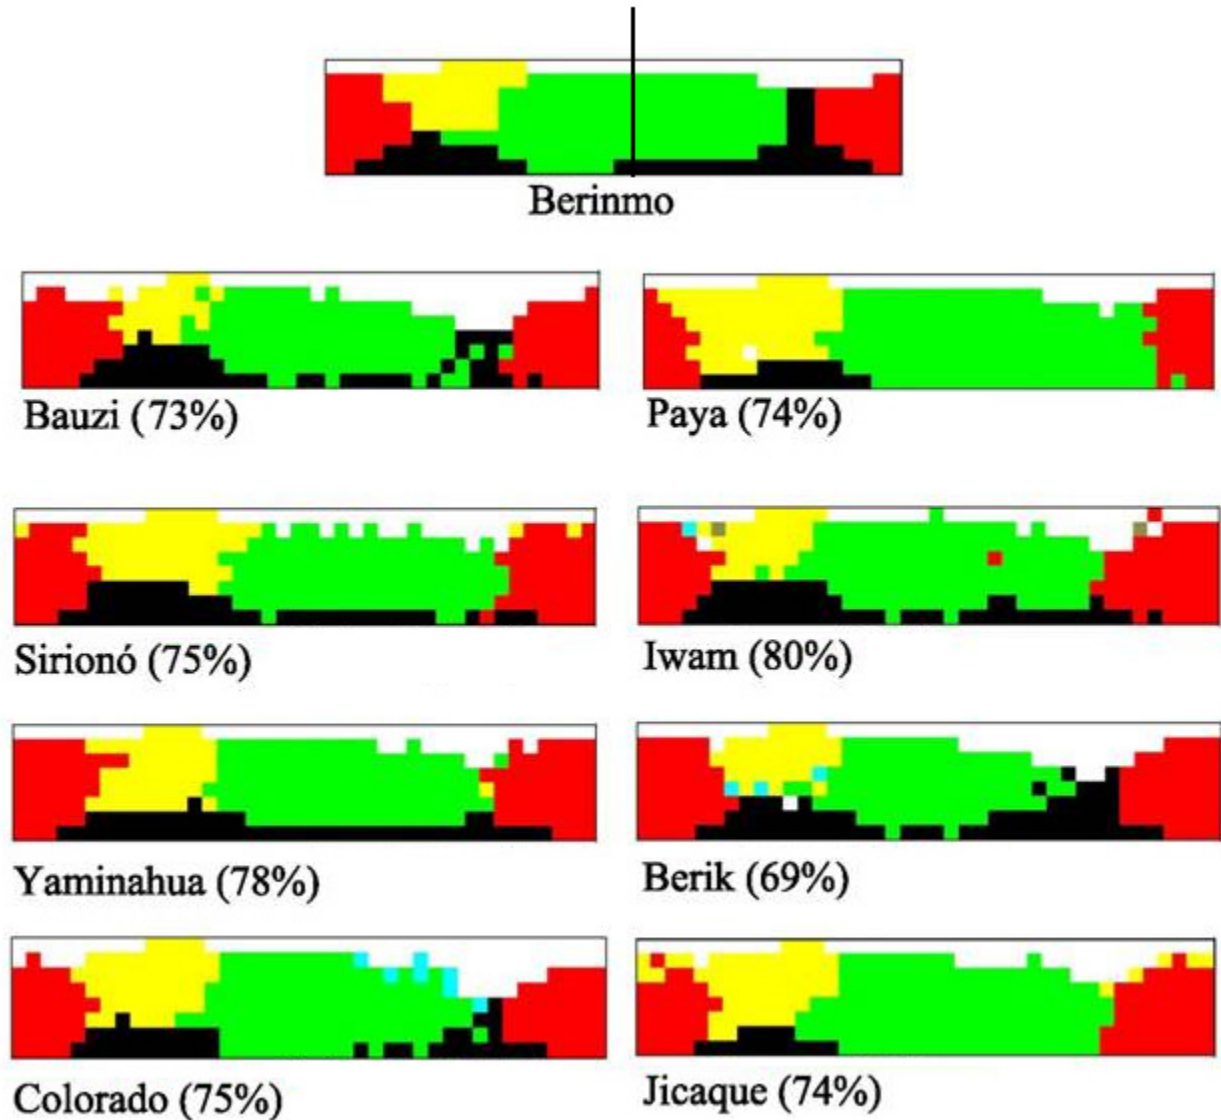 Berinmo
Bauzi (73%)
Paya (74%)
Sirionó (75%)
Iwam (80%)
Yaminahua (78%)
Berik (69%)
Colorado (75%)
Jicaque (74%)